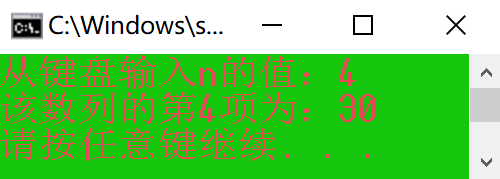 C:\Windows\s...
从键盘输入n的值：4
该数列的第4项为：30
请按任意键继续. . .